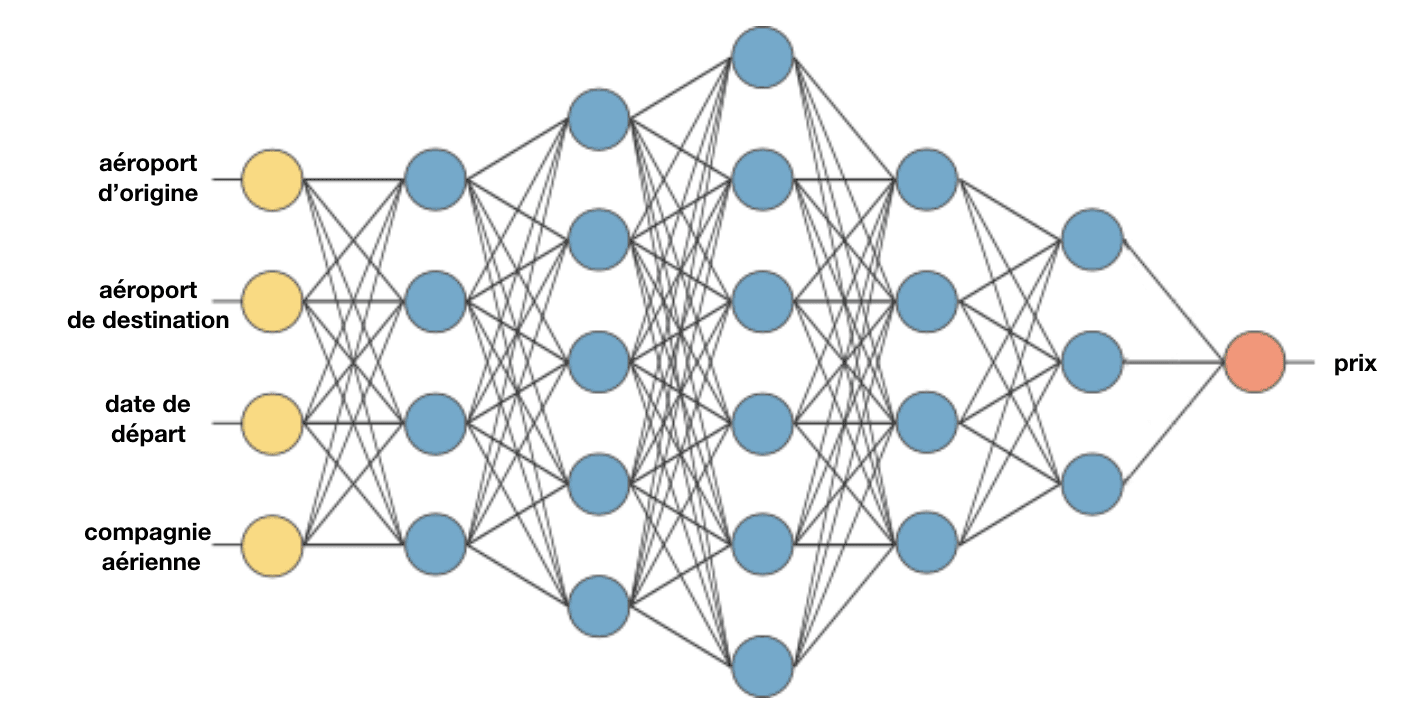 aéroport
d’origine
aéroport
de destination
date de
départ
compagnie
aérienne
prix